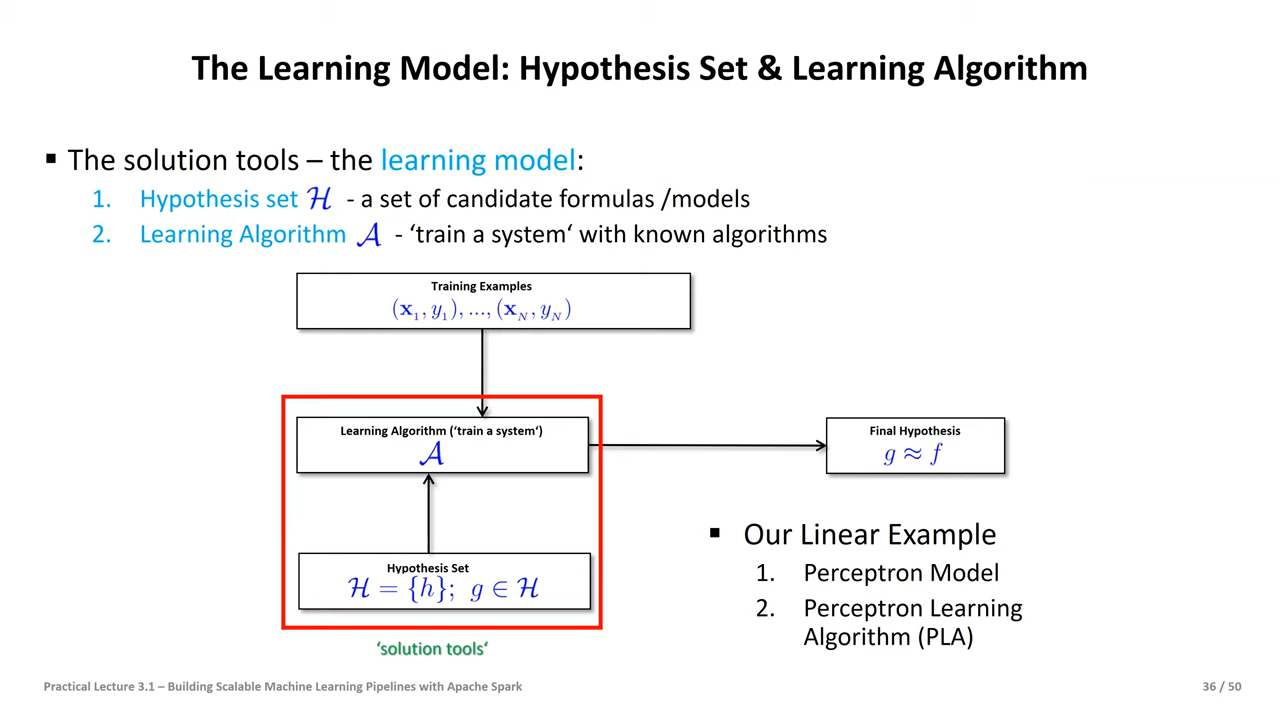 The Learning Model: Hypothesis Set & Learning Algorithm
▪ The solution tools – the learning model:
1. Hypothesis set ℋ - a set of candidate formulas /models
2. Learning Algorithm 𝒜 - ‘train a system‘ with known algorithms
Training Examples
(𝐱₁, y₁), ..., (𝐱_N, y_N)
Learning Algorithm (‘train a system‘)
𝒜
Final Hypothesis
g ≈ f
Hypothesis Set
ℋ = {h}; g ∈ ℋ
‘solution tools‘
▪ Our Linear Example
1. Perceptron Model
2. Perceptron Learning
Algorithm (PLA)
Practical Lecture 3.1 – Building Scalable Machine Learning Pipelines with Apache Spark
36 / 50